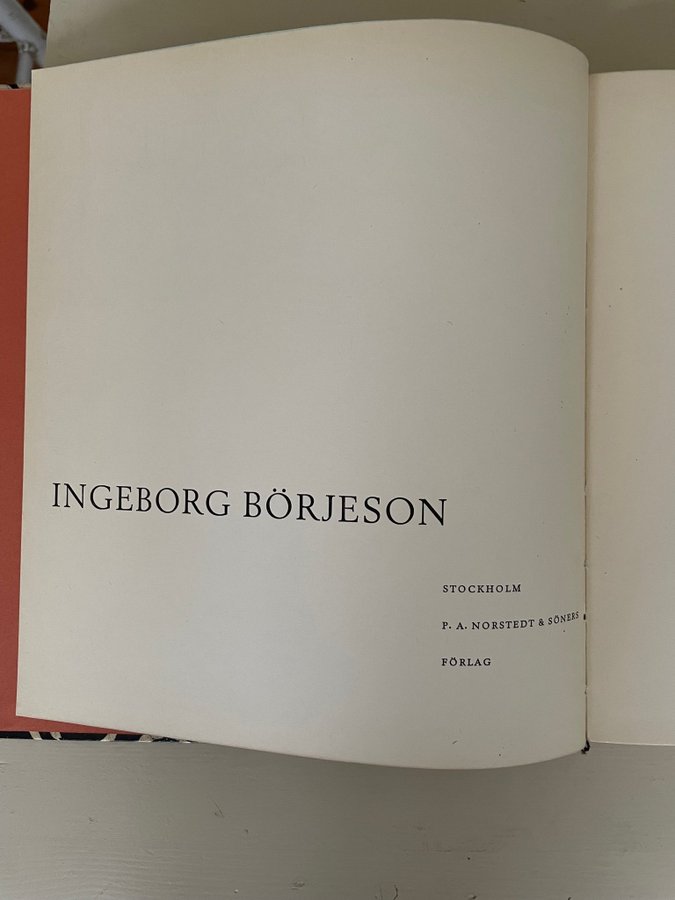 INGEBORG BÖRJESON
STOCKHOLM
P. A. NORSTEDT & SÖNERS
FÖRLAG